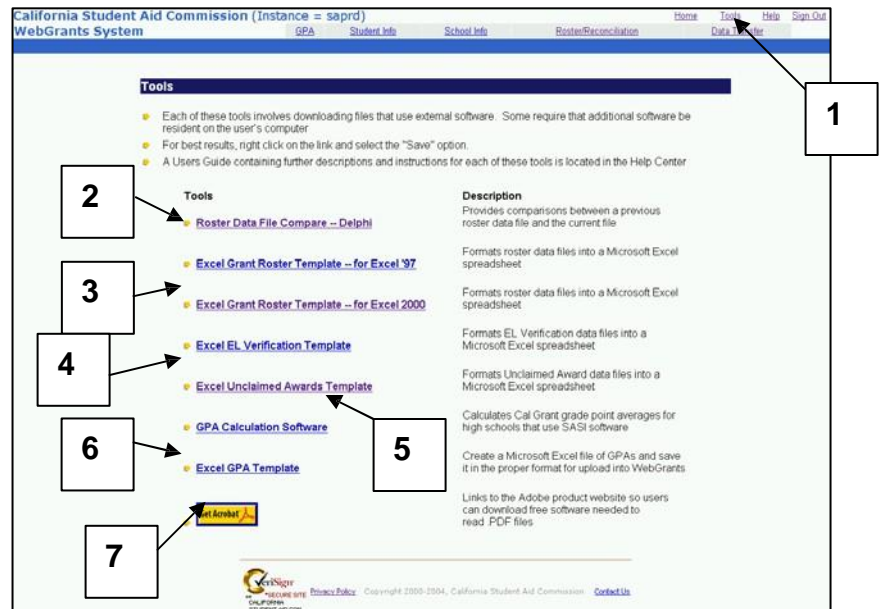 California Student Aid Commission (Instance = saprd)
Home Tools Help Sign Out
WebGrants System
GPA Student Info School Info Roster/Reconciliation Data Transfer
1
Tools
Each of these tools involves downloading files that use external software. Some require that additional software be
resident on the user's computer
For best results, right click on the link and select the "Save" option.
A Users Guide containing further descriptions and instructions for each of these tools is located in the Help Center
2
Tools Description
Roster Data File Compare -- Delphi
Provides comparisons between a previous
roster data file and the current file
3
Excel Grant Roster Template -- for Excel '97
Formats roster data files into a Microsoft Excel
spreadsheet
Excel Grant Roster Template -- for Excel 2000
Formats roster data files into a Microsoft Excel
spreadsheet
4
Excel EL Verification Template
Formats EL Verification data files into a
Microsoft Excel spreadsheet
Excel Unclaimed Awards Template
Formats Unclaimed Award data files into a
Microsoft Excel spreadsheet
5
6
GPA Calculation Software
Calculates Cal Grant grade point averages for
high schools that use SASI software
Excel GPA Template
Create a Microsoft Excel file of GPAs and save
it in the proper format for upload into WebGrants
7
Get Acrobat
Links to the Adobe product website so users
can download free software needed to
read .PDF files
VeriSign
SECURE SITE
CALIFORNIA
Privacy Policy Copyright 2000-2004, California Student Aid Commission Contact Us